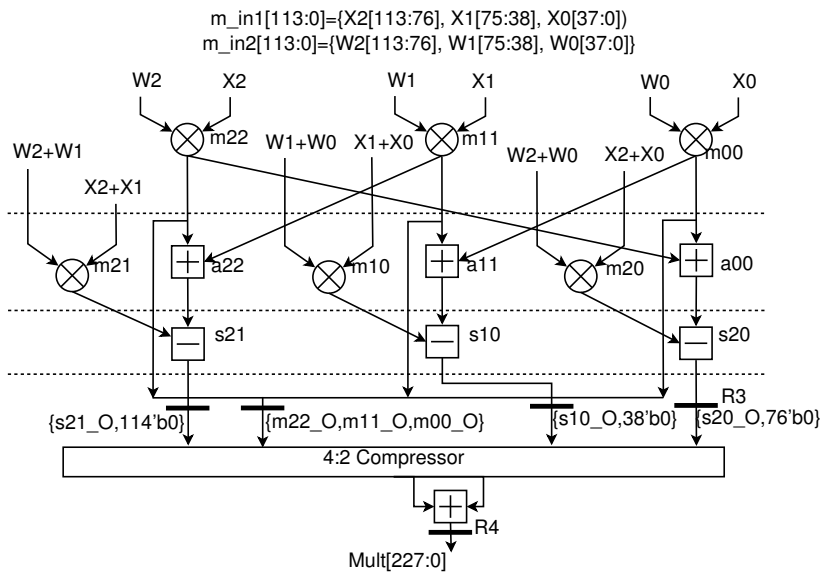 m_in1[113:0]={X2[113:76], X1[75:38], X0[37:0])
m_in2[113:0]={W2[113:76], W1[75:38], W0[37:0]}
W2 X2 W1 X1 W0 X0
m22 m11 m00
W2+W1 W1+W0 X1+X0 W2+W0 X2+X0
X2+X1
m21 a22 m10 a11 m20 a00
s21 s10 s20
R3
{s21_O,114'b0} {m22_O,m11_O,m00_O} {s10_O,38'b0} {s20_O,76'b0}
4:2 Compressor
R4
Mult[227:0]